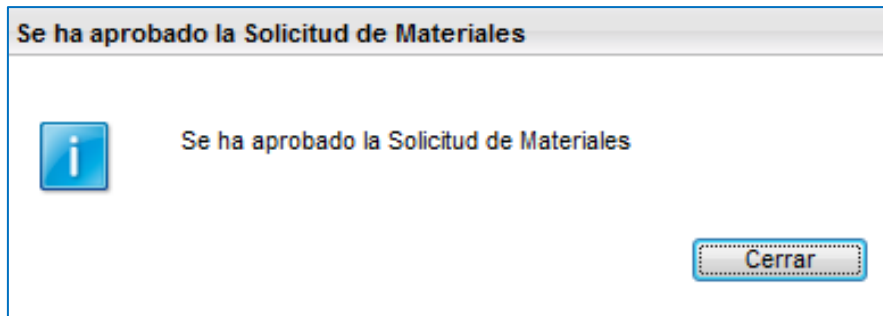 Se ha aprobado la Solicitud de Materiales
Se ha aprobado la Solicitud de Materiales
Cerrar